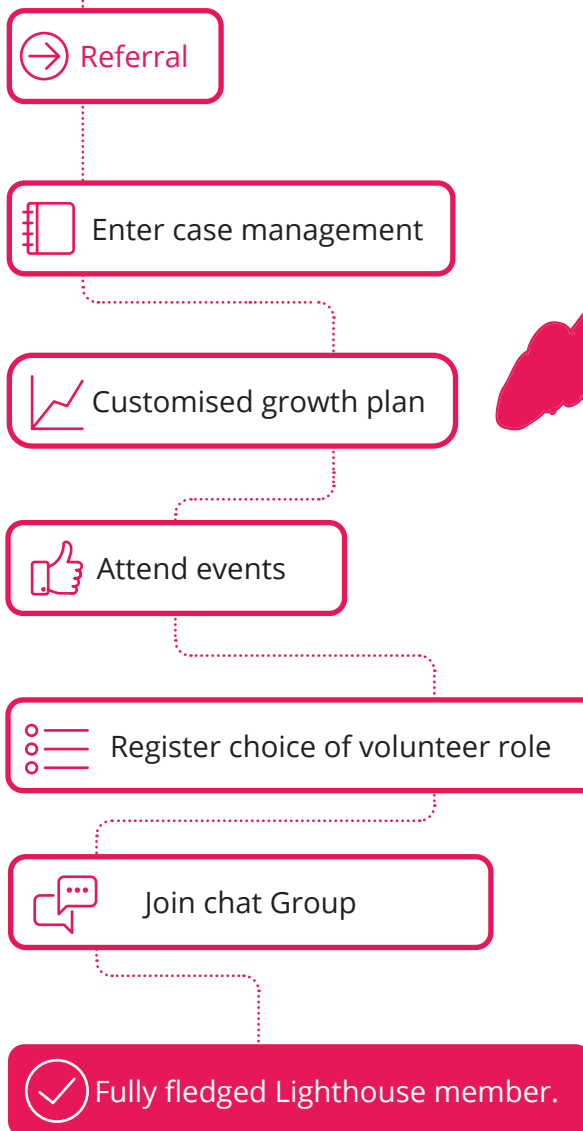 Referral
Enter case management
Customised growth plan
Attend events
Register choice of volunteer role
Join chat Group
Fully fledged Lighthouse member.